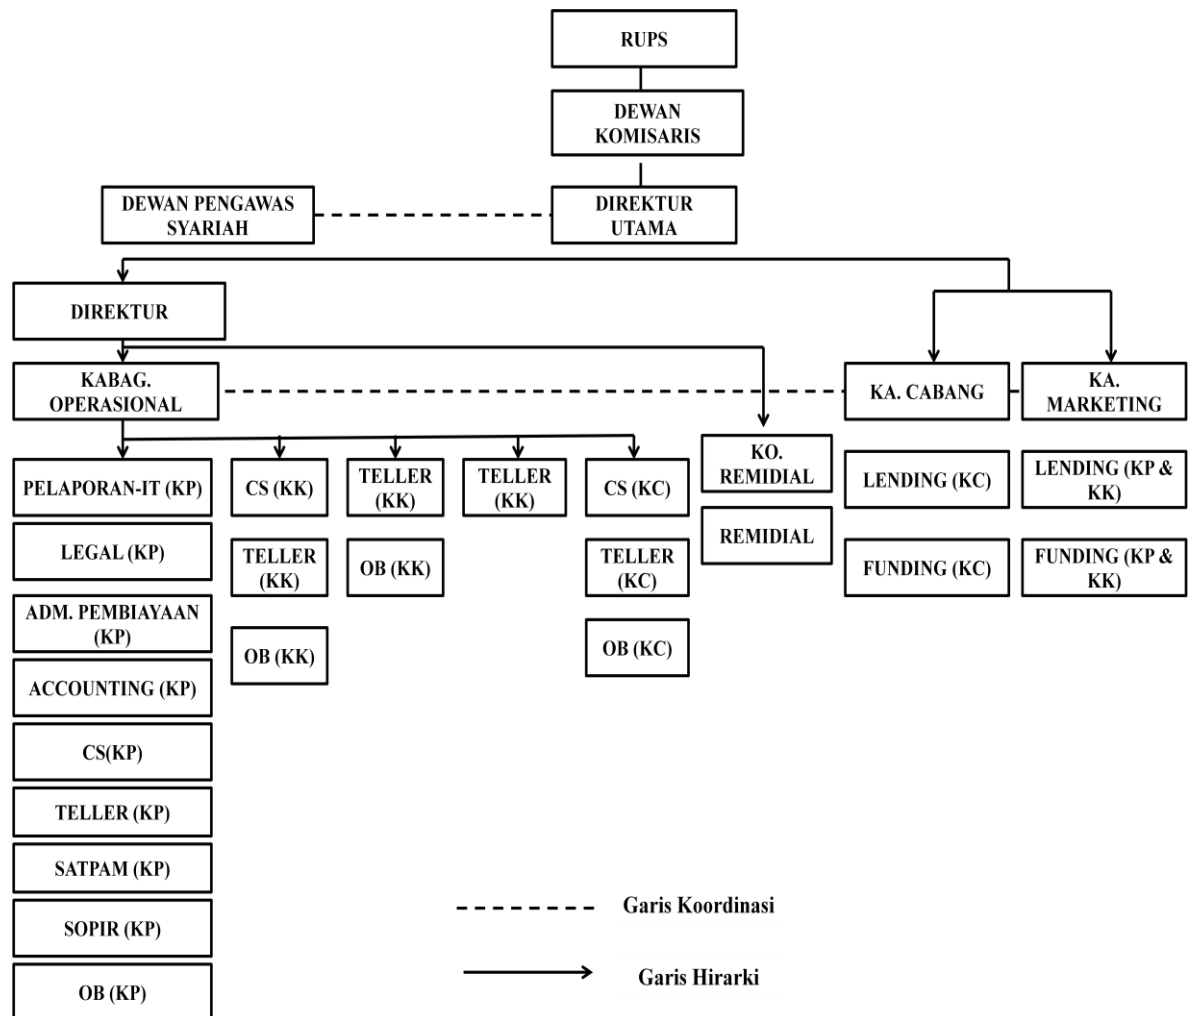 RUPS
DEWAN
KOMISARIS
DEWAN PENGAWAS
SYARIAH
DIREKTUR
UTAMA
DIREKTUR
KABAG.
OPERASIONAL
KA. CABANG
KA.
MARKETING
KO.
REMIDIAL
PELAPORAN-IT (KP)
CS (KK)
TELLER
(KK)
TELLER
(KK)
CS (KC)
LENDING (KC)
LENDING (KP &
KK)
REMIDIAL
LEGAL (KP)
TELLER
(KK)
OB (KK)
TELLER
(KC)
FUNDING (KC)
FUNDING (KP &
KK)
ADM. PEMBIAYAAN
(KP)
OB (KK)
OB (KC)
ACCOUNTING (KP)
CS(KP)
TELLER (KP)
SATPAM (KP)
SOPIR (KP)
OB (KP)
Garis Koordinasi
Garis Hirarki